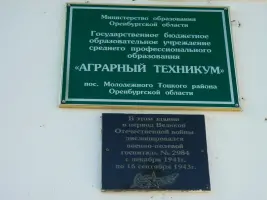 Министерство образования
Оренбургской области
Государственное бюджетное
образовательное учреждение
среднего профессионального
образования
«АГРАРНЫЙ ТЕХНИКУМ»
пос. Молодежного Тоцкого района
Оренбургской области
В этом здании
в период Великой
Отечественной войны
дислоцировался
военно-полевой
госпиталь № 2984
с декабря 1941г.
по 16 сентября 1943г.